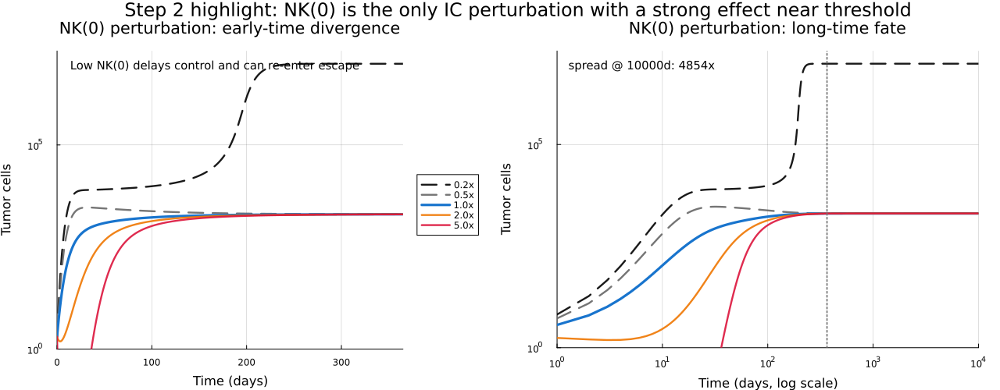 Step 2 highlight: NK(0) is the only IC perturbation with a strong effect near threshold
NK(0) perturbation: early-time divergence
Low NK(0) delays control and can re-enter escape
Tumor cells
10^5
10^0
0
100
200
300
Time (days)
0.2x
0.5x
1.0x
2.0x
5.0x
NK(0) perturbation: long-time fate
spread @ 10000d: 4854x
Tumor cells
10^5
10^0
10^0
10^1
10^2
10^3
10^4
Time (days, log scale)